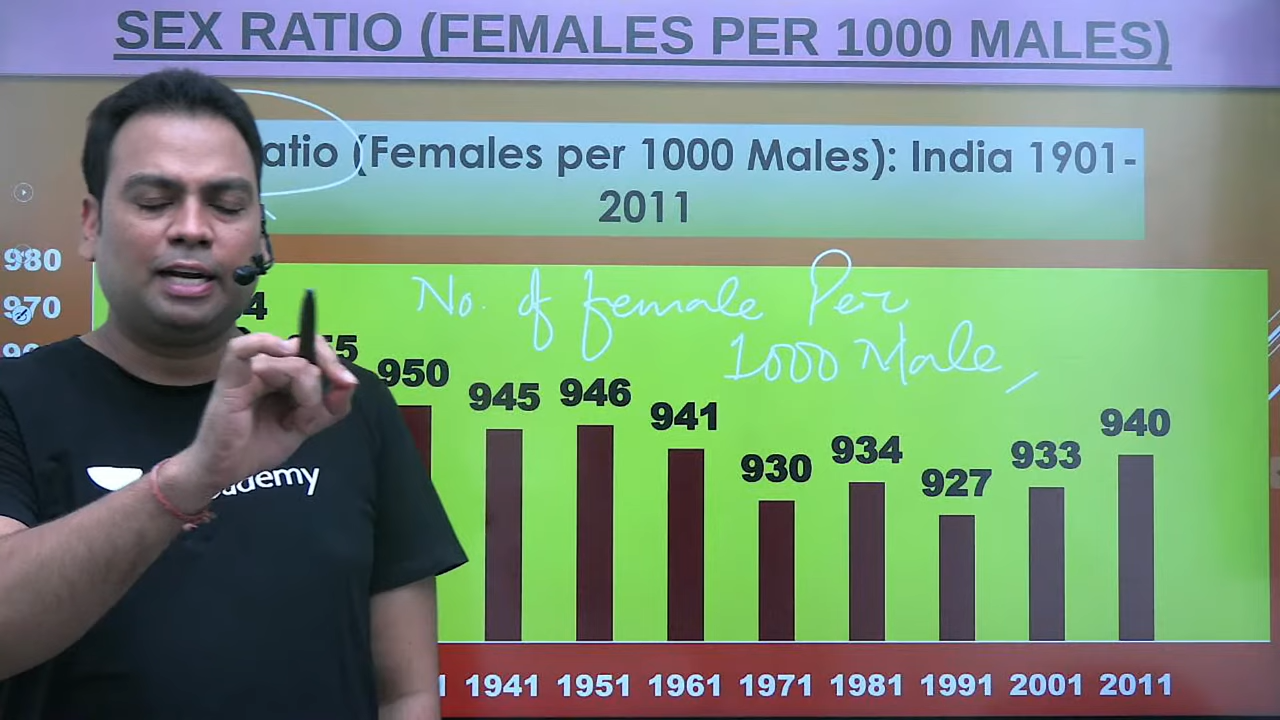 SEX RATIO (FEMALES PER 1000 MALES)
(Females per 1000 Males): India 1901-
2011
980
970
No. of female Per
1000 Male,
950
945
946
941
930
934
927
933
940
1941 1951 1961 1971 1981 1991 2001 2011